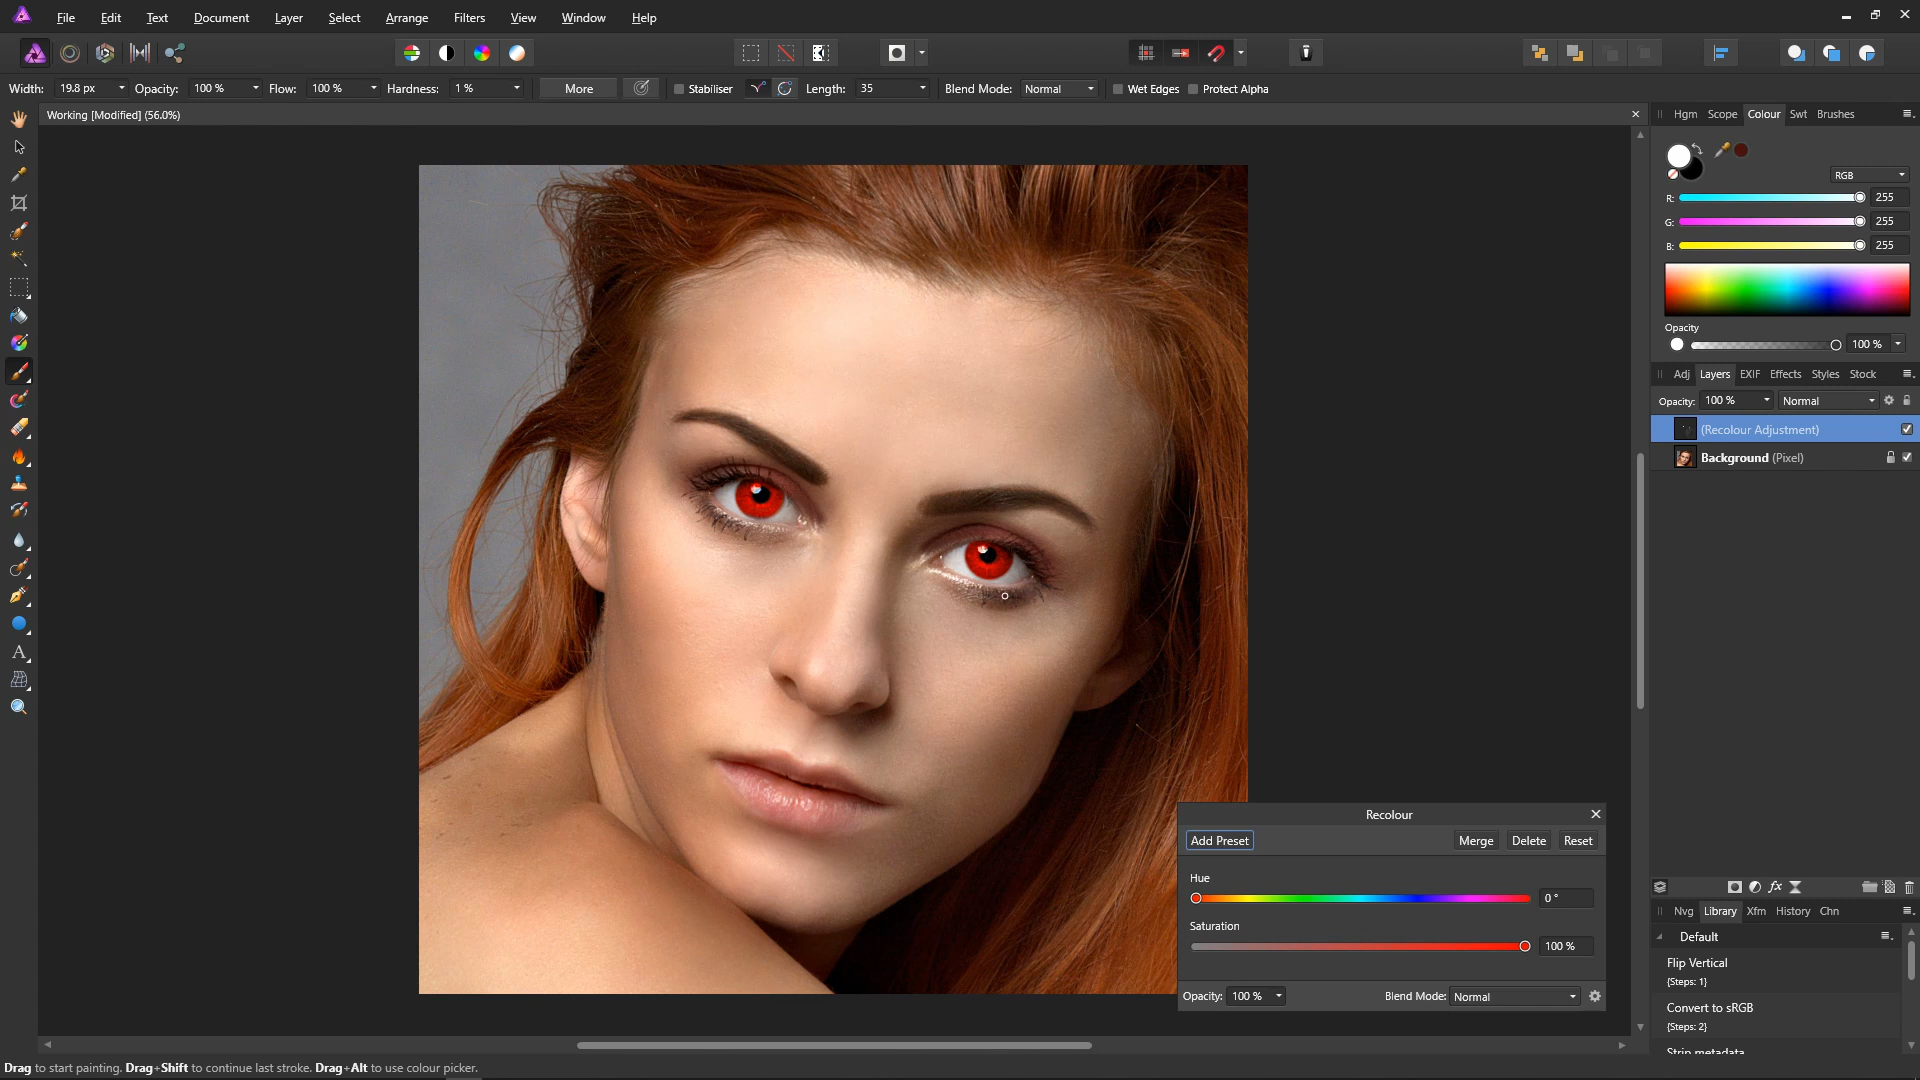 File Edit Text Document Layer Select Arrange Filters View Window Help
Width: 19.8 px Opacity: 100 % Flow: 100 % Hardness: 1 % More Stabiliser Length: 35 Blend Mode: Normal Wet Edges Protect Alpha
Working [Modified] (56.0%)
Hgm Scope Colour Swt Brushes
RGB
R: 255
G: 255
B: 255
Opacity
100 %
Adj Layers EXIF Effects Styles Stock
Opacity: 100 % Normal
(Recolour Adjustment)
Background (Pixel)
Recolour
Add Preset Merge Delete Reset
Hue
0 °
Saturation
100 %
Opacity: 100 % Blend Mode: Normal
fx
Nvg Library Xfm History Chn
Default
Flip Vertical
{Steps: 1}
Convert to sRGB
{Steps: 2}
Strip metadata
A
Drag to start painting. Drag+Shift to continue last stroke. Drag+Alt to use colour picker.